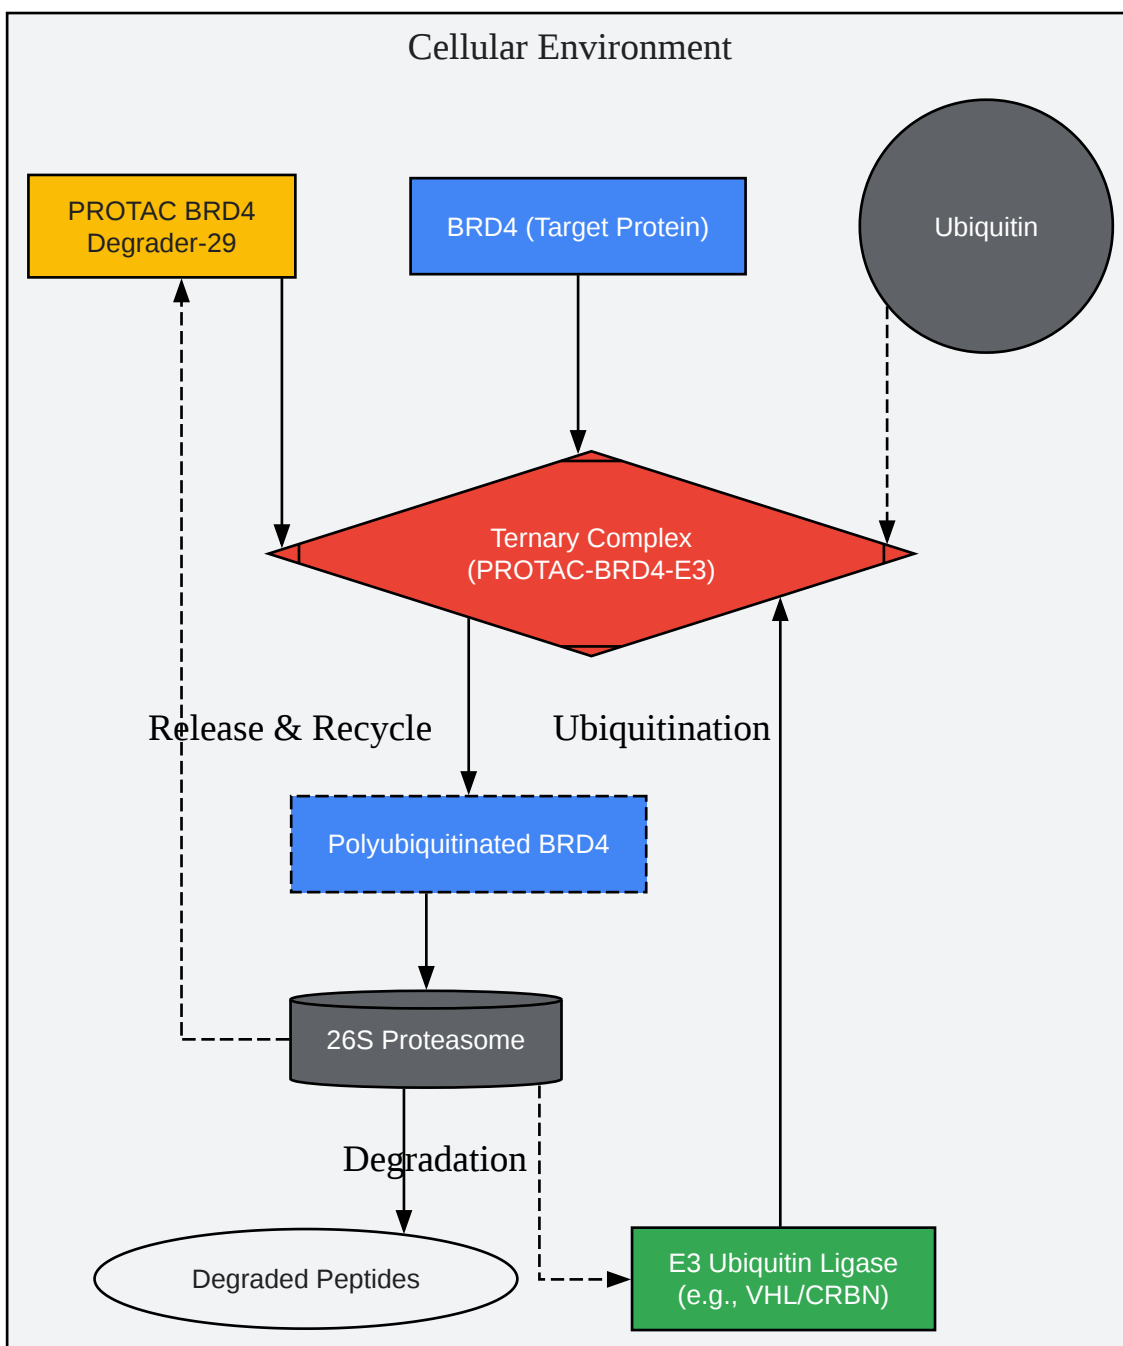 Cellular Environment
PROTAC BRD4
Degrader-29
BRD4 (Target Protein)
Ubiquitin
Ternary Complex
(PROTAC-BRD4-E3)
Release & Recycle
Ubiquitination
Polyubiquitinated BRD4
26S Proteasome
Degradation
Degraded Peptides
E3 Ubiquitin Ligase
(e.g., VHL/CRBN)